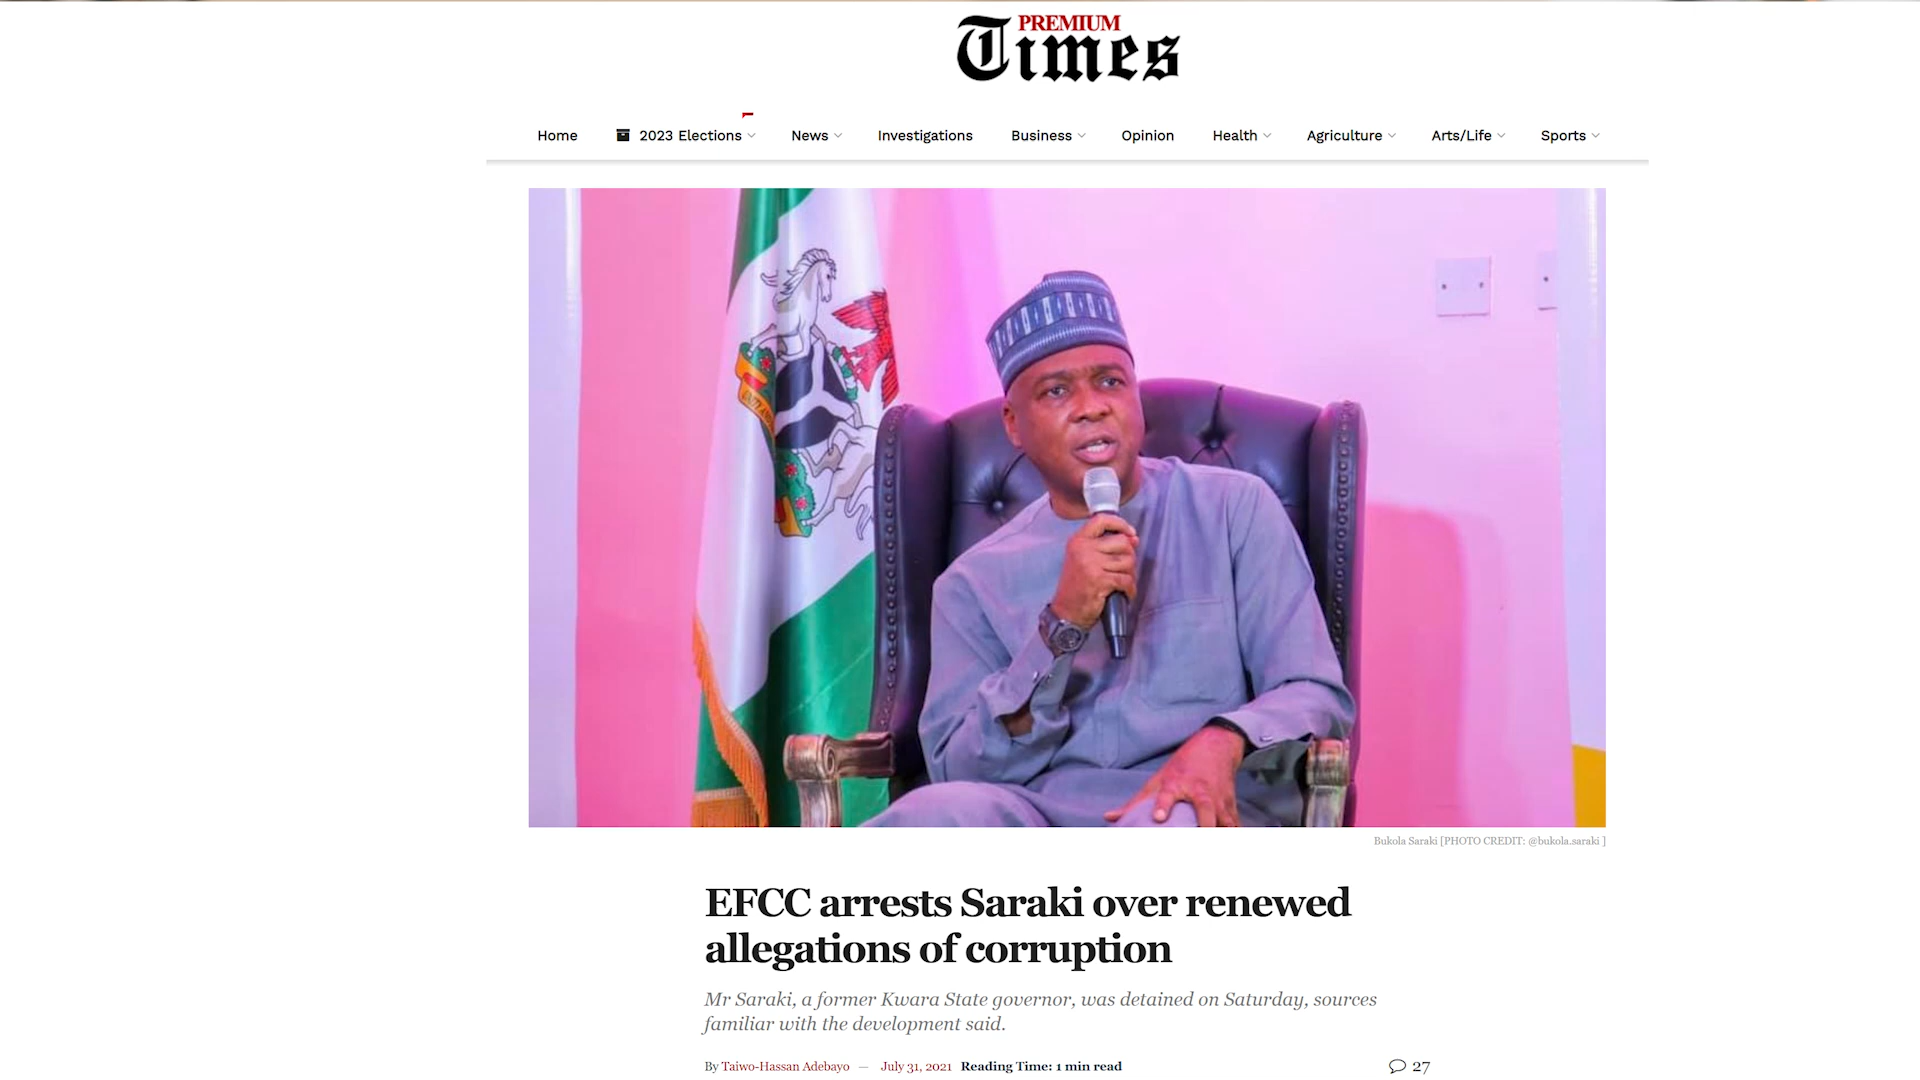 PREMIUM
Times
Home 2023 Elections News Investigations Business Opinion Health Agriculture Arts/Life Sports
Bukola Saraki [PHOTO CREDIT: @bukola.saraki ]
EFCC arrests Saraki over renewed
allegations of corruption
Mr Saraki, a former Kwara State governor, was detained on Saturday, sources
familiar with the development said.
By Taiwo-Hassan Adebayo — July 31, 2021 Reading Time: 1 min read 27